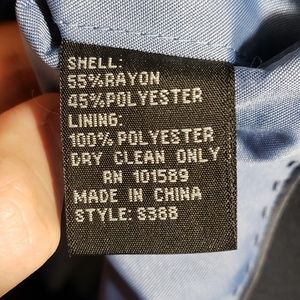 SHELL:
55%RAYON
45%POLYESTER
LINING:
100%POLYESTER
DRY CLEAN ONLY
RN 101589
MADE IN CHINA
STYLE: S388